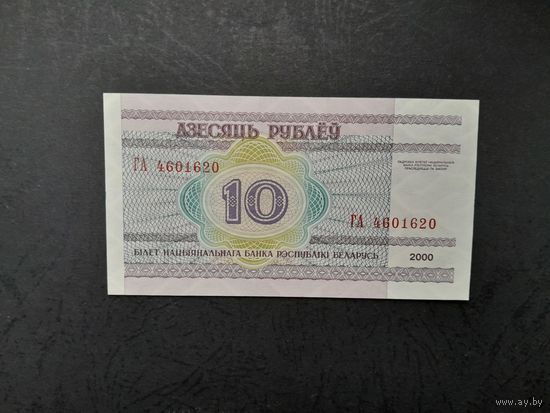 ДЗЕСЯЦЬ РУБЛЁЎ
ГА 4601620
10
ГА 4601620
БІЛЕТ НАЦЫЯНАЛЬНАГА БАНКА РЭСПУБЛІКІ БЕЛАРУСЬ
2000
www.ay.by